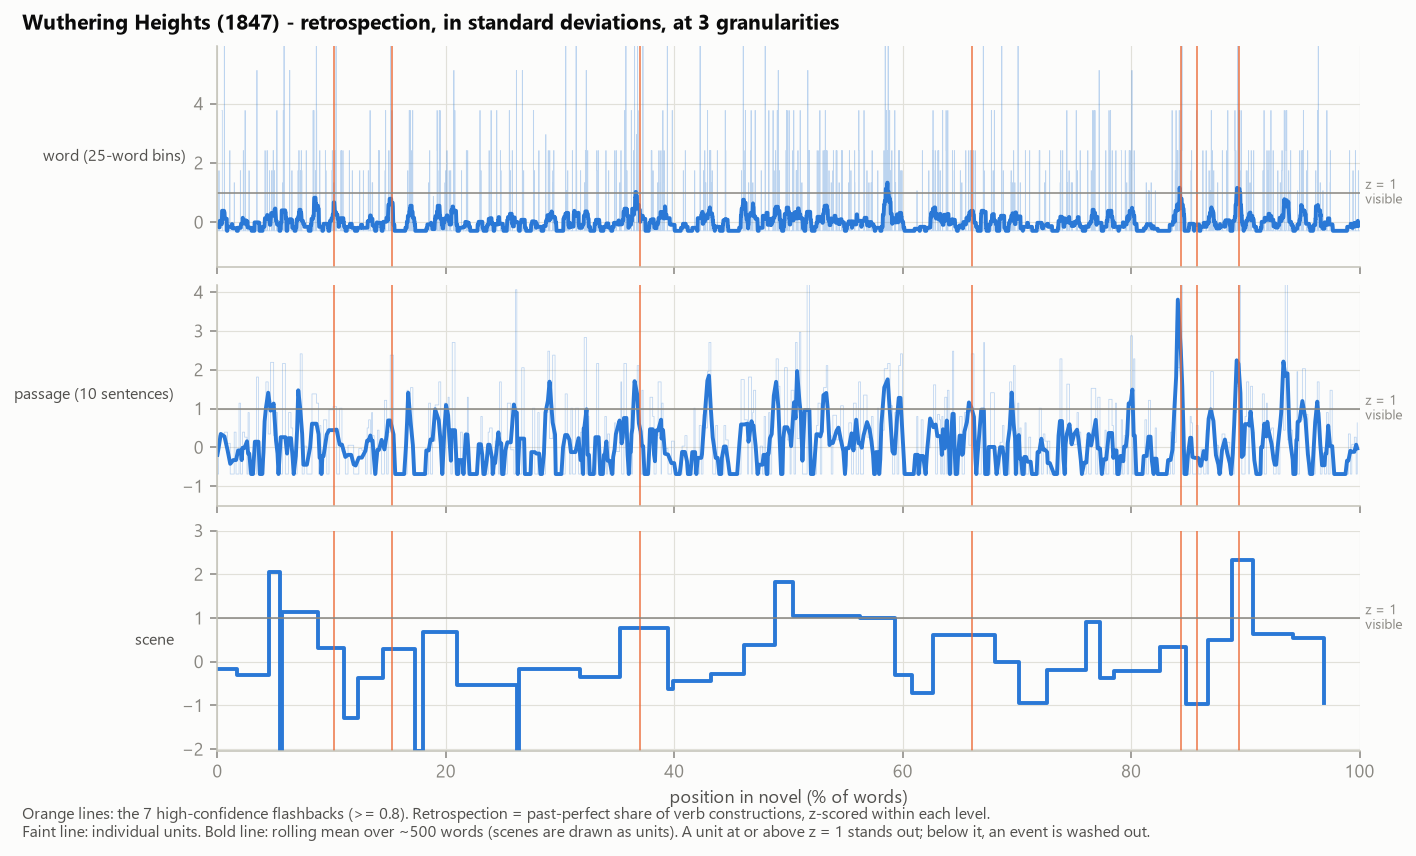 Wuthering Heights (1847) - retrospection, in standard deviations, at 3 granularities
4
2
0
word (25-word bins)
z = 1
visible
4
3
2
1
0
−1
passage (10 sentences)
z = 1
visible
3
2
1
0
−1
−2
scene
z = 1
visible
0 20 40 60 80 100
position in novel (% of words)
Orange lines: the 7 high-confidence flashbacks (>= 0.8). Retrospection = past-perfect share of verb constructions, z-scored within each level.
Faint line: individual units. Bold line: rolling mean over ~500 words (scenes are drawn as units). A unit at or above z = 1 stands out; below it, an event is washed out.